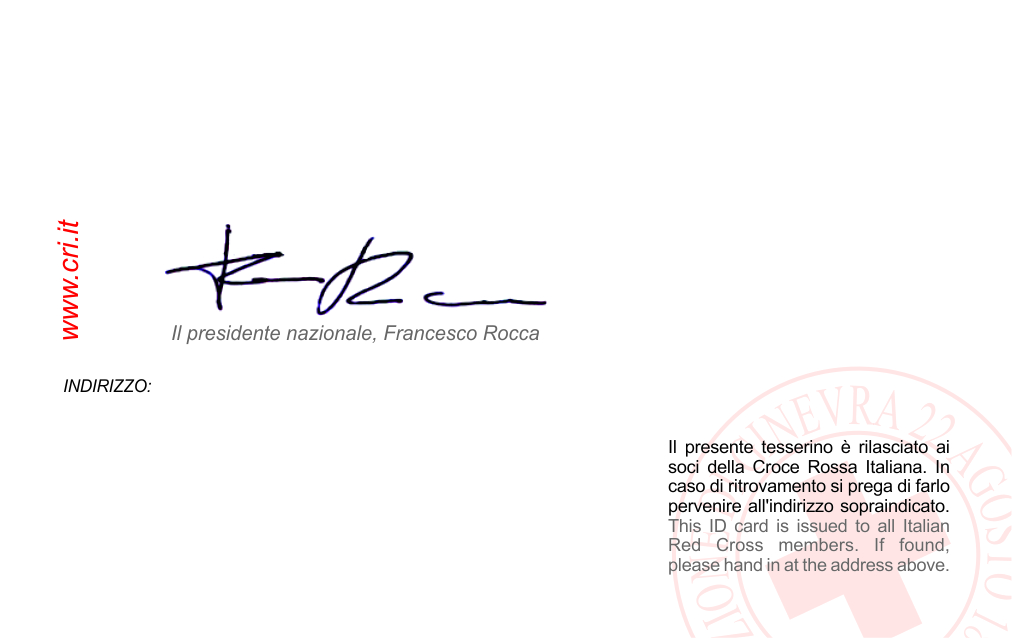 www.cri.it
Il presidente nazionale, Francesco Rocca
INDIRIZZO:
Il presente tesserino è rilasciato ai
soci della Croce Rossa Italiana. In
caso di ritrovamento si prega di farlo
pervenire all'indirizzo sopraindicato.
This ID card is issued to all Italian
Red Cross members. If found,
please hand in at the address above.
GINEVRA 22 AGOSTO